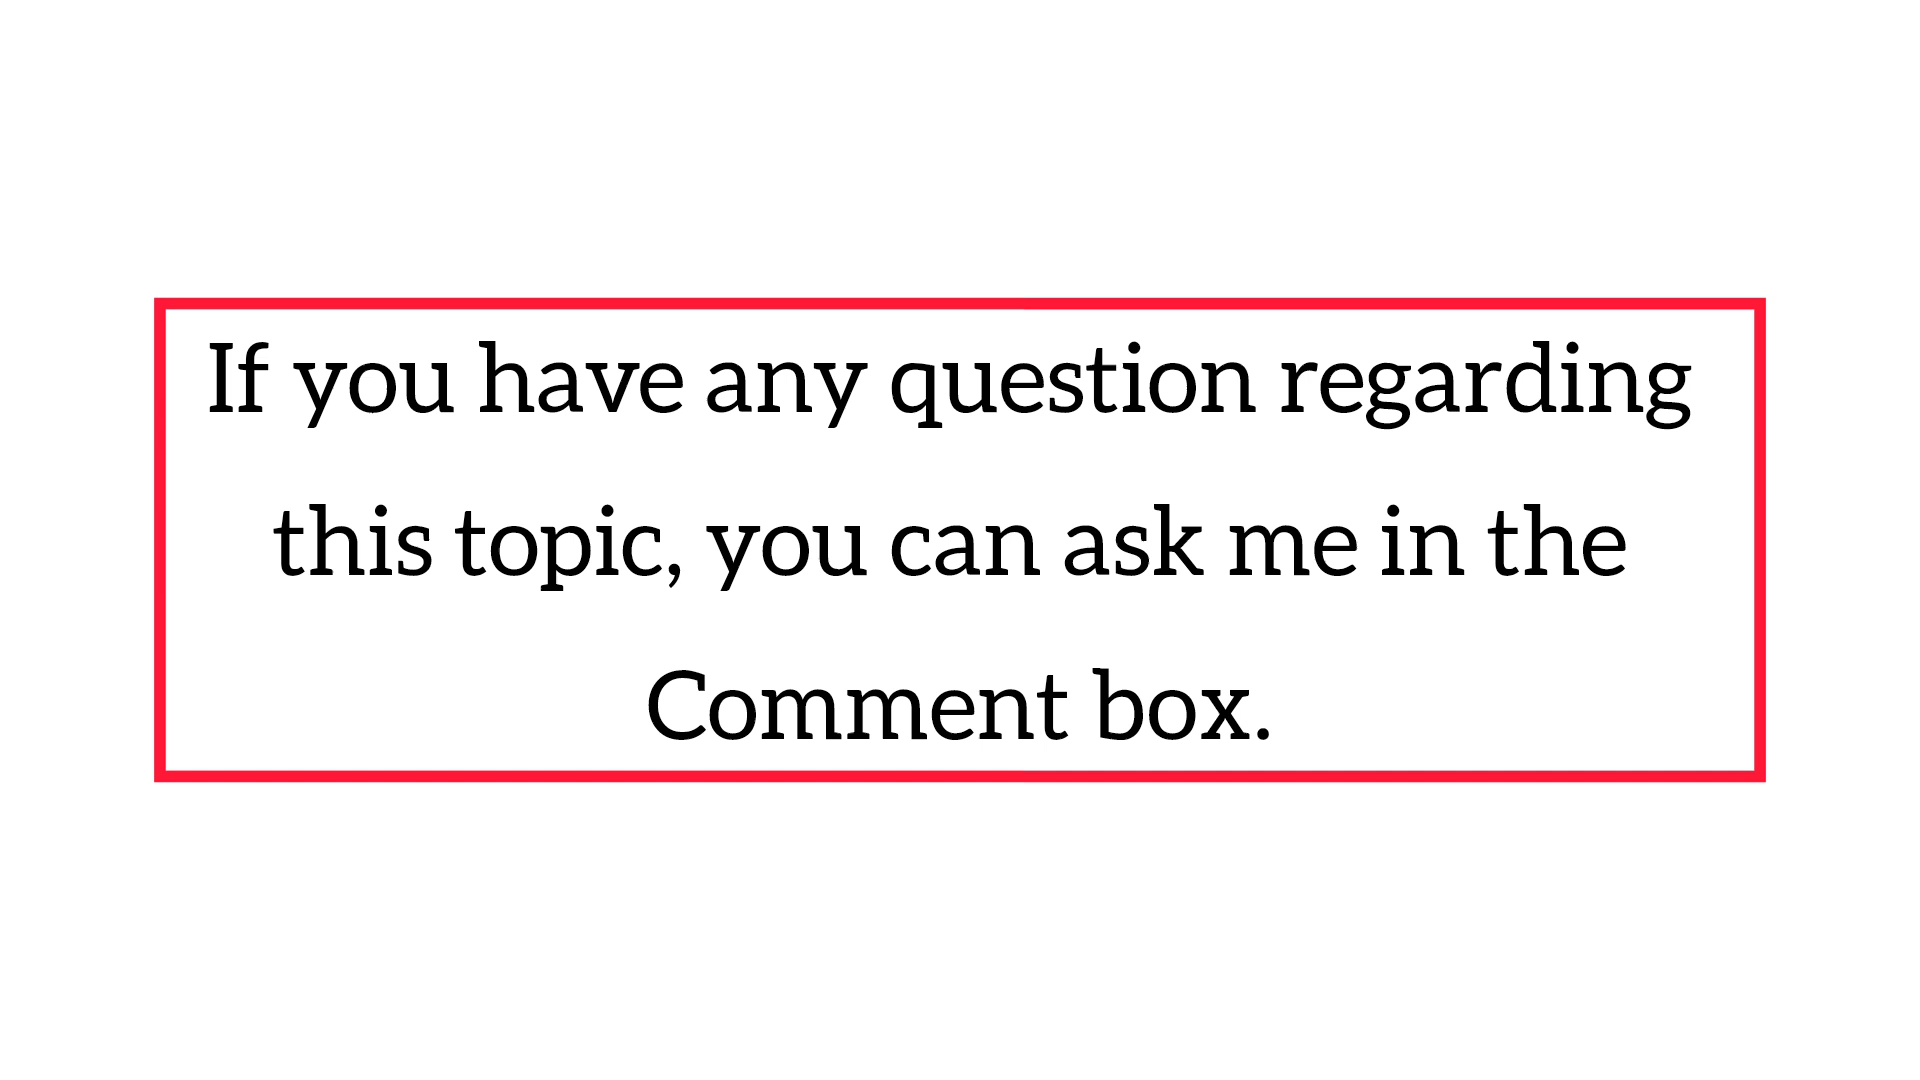 If you have any question regarding
this topic, you can ask me in the
Comment box.